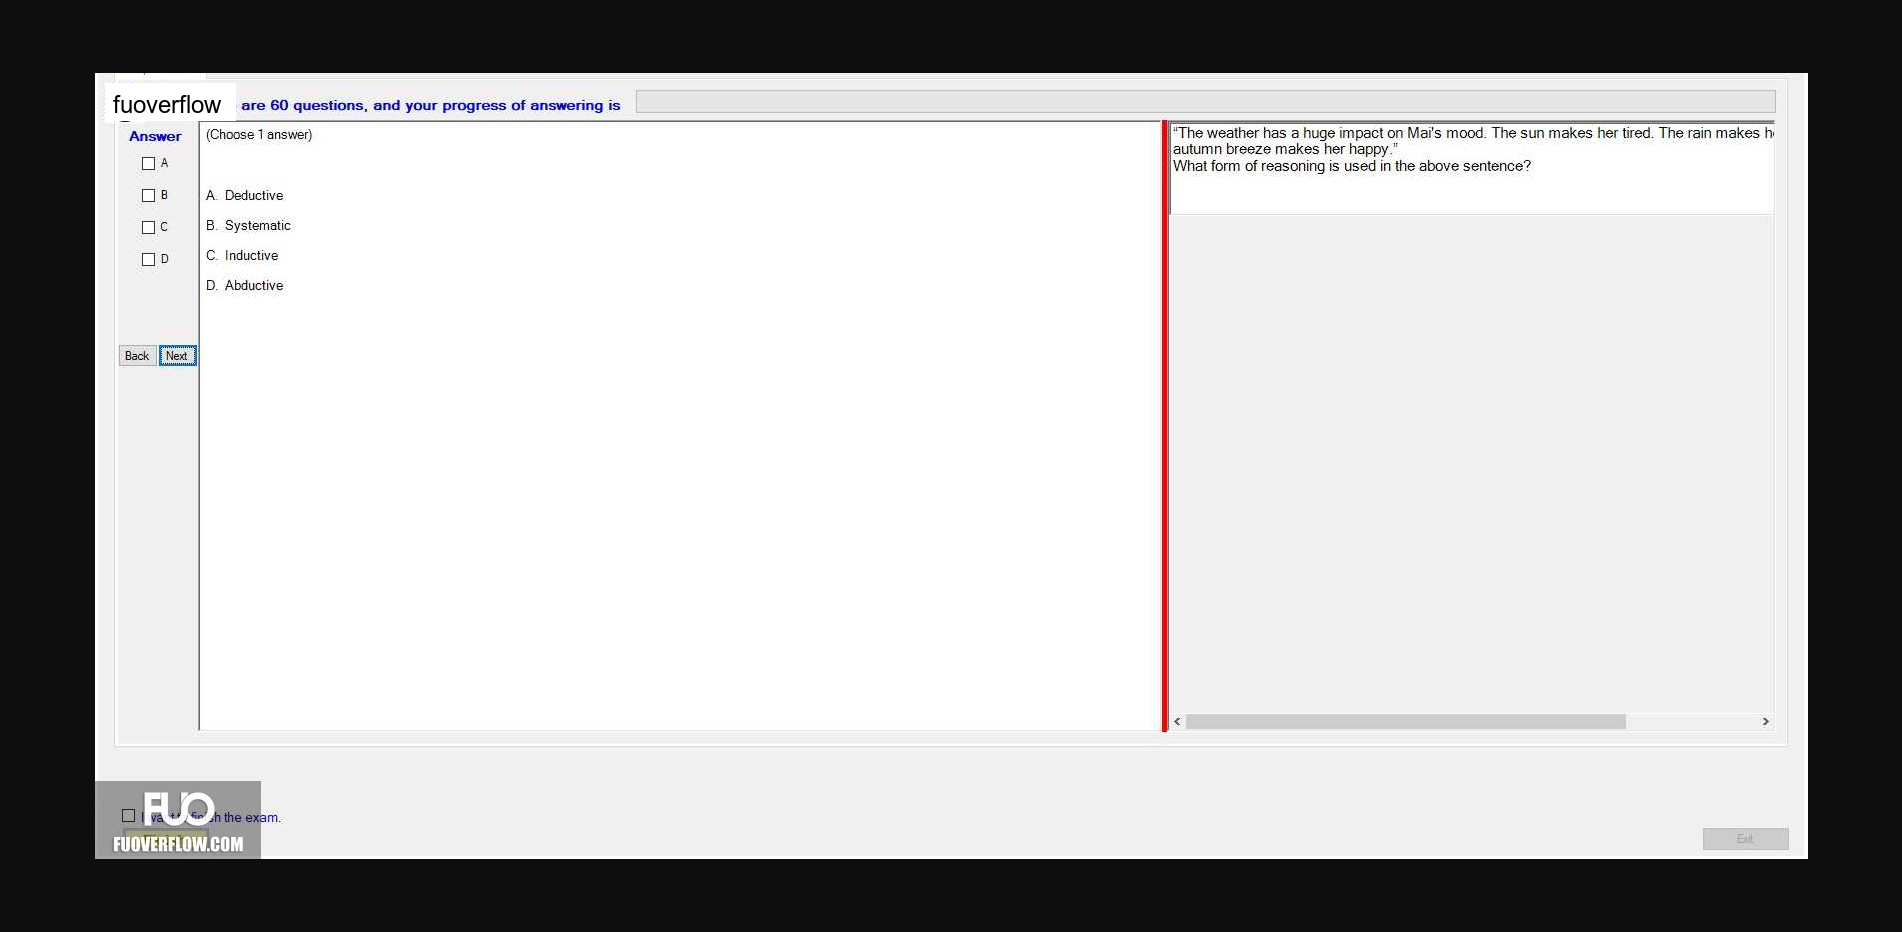 fuoverflow
are 60 questions, and your progress of answering is
Answer
A
B
C
D
Back Next
(Choose 1 answer)
A. Deductive
B. Systematic
C. Inductive
D. Abductive
"The weather has a huge impact on Mai's mood. The sun makes her tired. The rain makes
autumn breeze makes her happy."
What form of reasoning is used in the above sentence?
I want to finish the exam.
FUO
FUOVERFLOW.COM
Exit